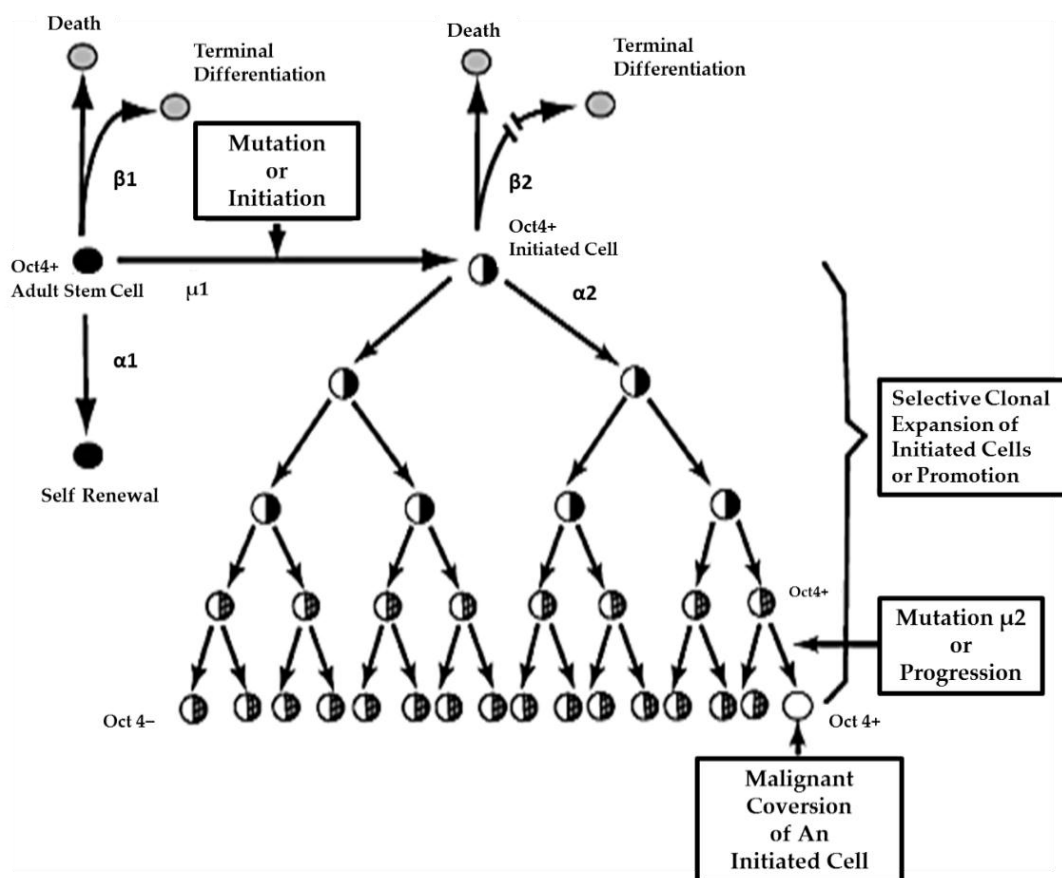 Death
Terminal
Differentiation
Mutation
or
Initiation
β1
Oct4+
Adult Stem Cell
μ1
α1
Self Renewal
Death
Terminal
Differentiation
β2
Oct4+
Initiated Cell
α2
Selective Clonal
Expansion of
Initiated Cells
or Promotion
Oct4+
Mutation μ2
or
Progression
Oct 4−
Oct 4+
Malignant
Coversion
of An
Initiated Cell